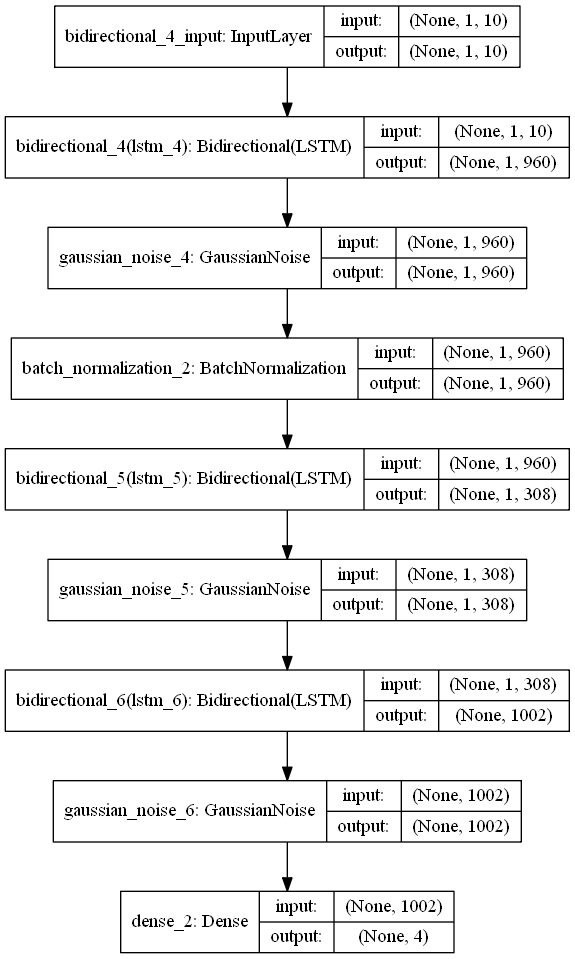 bidirectional_4_input: InputLayer
input: (None, 1, 10)
output: (None, 1, 10)
bidirectional_4(lstm_4): Bidirectional(LSTM)
input: (None, 1, 10)
output: (None, 1, 960)
gaussian_noise_4: GaussianNoise
input: (None, 1, 960)
output: (None, 1, 960)
batch_normalization_2: BatchNormalization
input: (None, 1, 960)
output: (None, 1, 960)
bidirectional_5(lstm_5): Bidirectional(LSTM)
input: (None, 1, 960)
output: (None, 1, 308)
gaussian_noise_5: GaussianNoise
input: (None, 1, 308)
output: (None, 1, 308)
bidirectional_6(lstm_6): Bidirectional(LSTM)
input: (None, 1, 308)
output: (None, 1002)
gaussian_noise_6: GaussianNoise
input: (None, 1002)
output: (None, 1002)
dense_2: Dense
input: (None, 1002)
output: (None, 4)